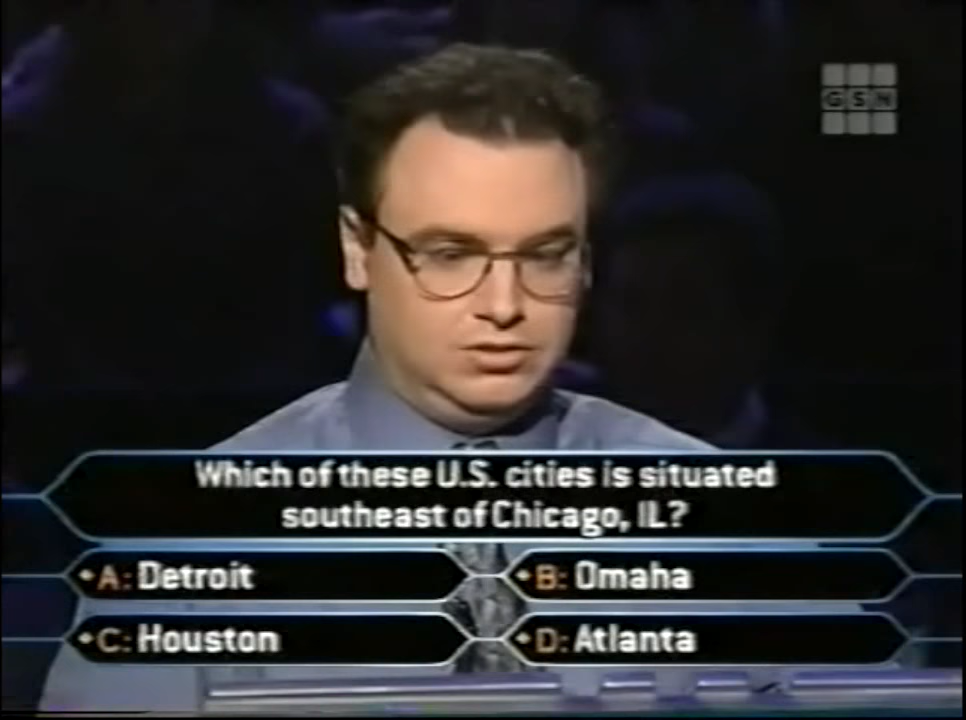 GSN
Which of these U.S. cities is situated
southeast of Chicago, IL?
A: Detroit
B: Omaha
C: Houston
D: Atlanta